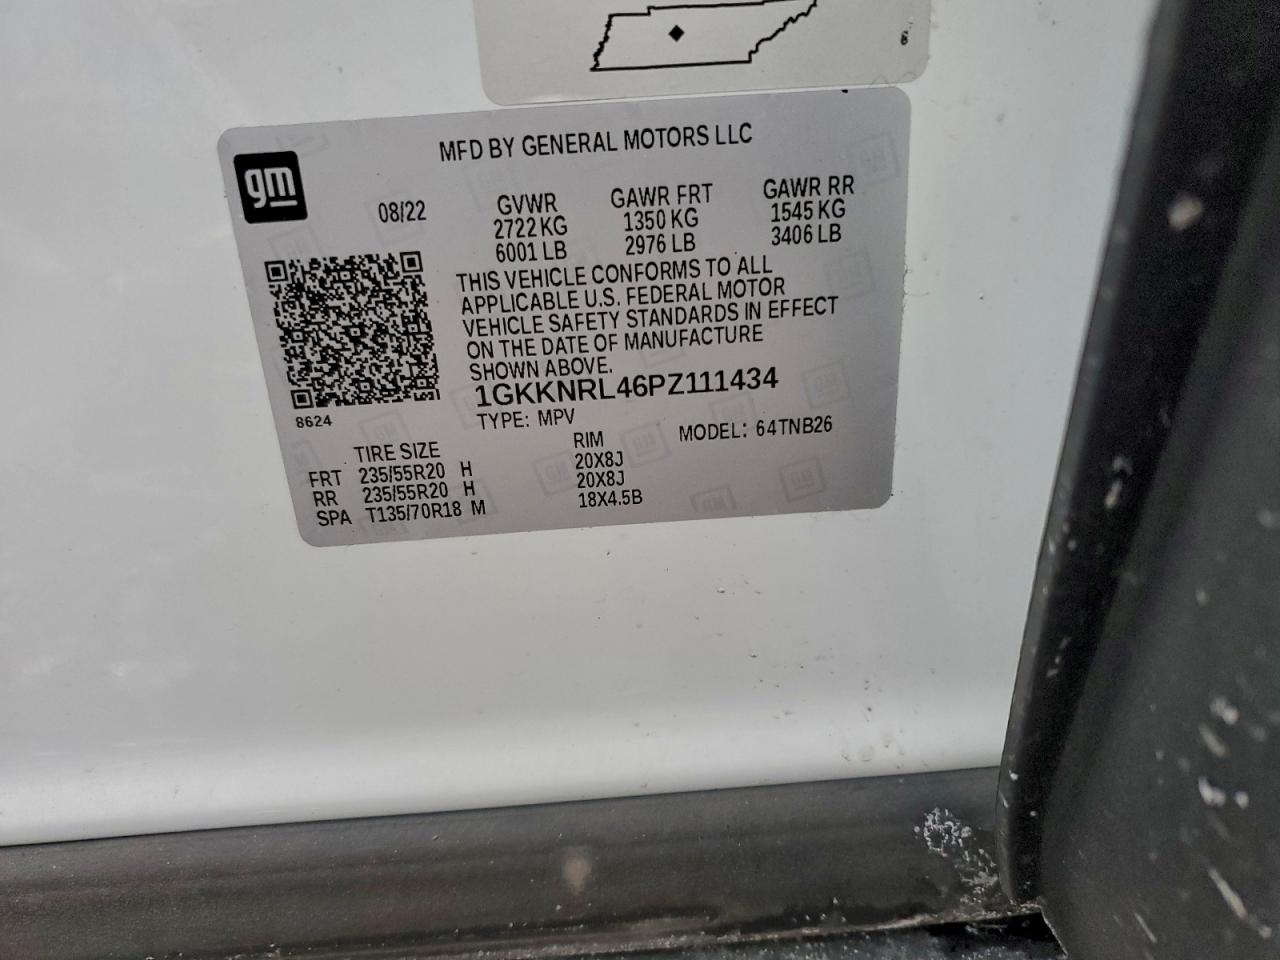 MFD BY GENERAL MOTORS LLC
gm
08/22
GVWR GAWR FRT GAWR RR
2722 KG 1350 KG 1545 KG
6001 LB 2976 LB 3406 LB
THIS VEHICLE CONFORMS TO ALL
APPLICABLE U.S. FEDERAL MOTOR
VEHICLE SAFETY STANDARDS IN EFFECT
ON THE DATE OF MANUFACTURE
SHOWN ABOVE.
1GKKNRL46PZ111434
8624
TYPE: MPV MODEL: 64TNB26
TIRE SIZE RIM
FRT 235/55R20 H 20X8J
RR 235/55R20 H 20X8J
SPA T135/70R18 M 18X4.5B